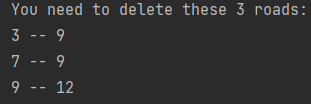 You need to delete these 3 roads:
3 -- 9
7 -- 9
9 -- 12